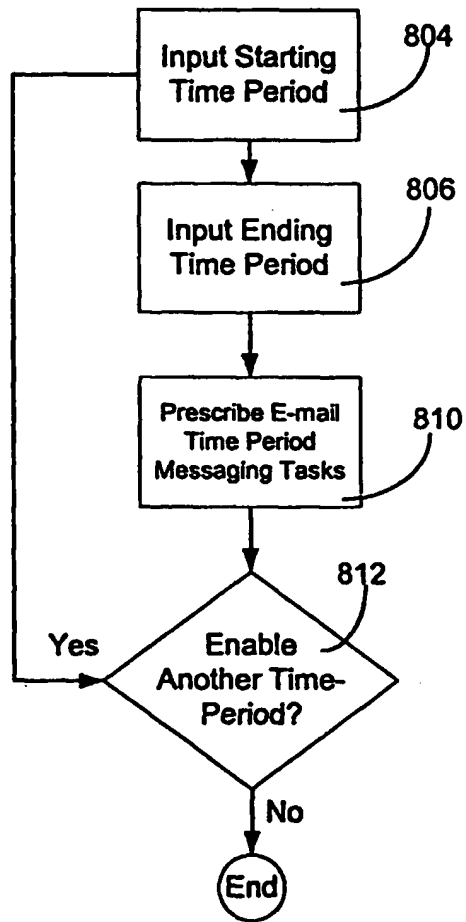 Input Starting
Time Period
804
Input Ending
Time Period
806
Prescribe E-mail
Time Period
Messaging Tasks
810
812
Yes
Enable
Another Time-
Period?
No
End